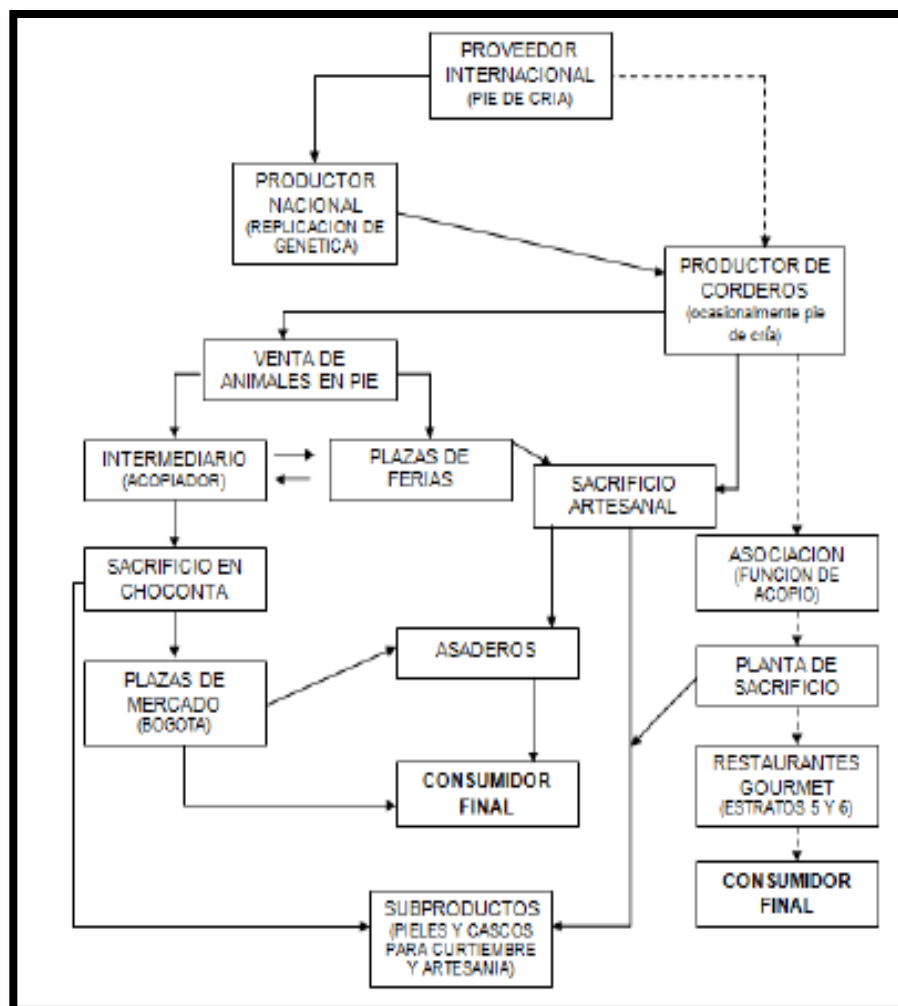 PROVEEDOR
INTERNACIONAL
(PIE DE CRIA)
PRODUCTOR
NACIONAL
(REPLICACION DE
GENETICA)
PRODUCTOR DE
CORDEROS
(ocasionalmente pie
de cría)
VENTA DE
ANIMALES EN PIE
INTERMEDIARIO
(ACOPIADOR)
PLAZAS DE
FERIAS
SACRIFICIO
ARTESANAL
SACRIFICIO EN
CHOCONTA
ASOCIACION
(FUNCION DE
ACOPIO)
ASADEROS
PLAZAS DE
MERCADO
(BOGOTA)
PLANTA DE
SACRIFICIO
CONSUMIDOR
FINAL
RESTAURANTES
GOURMET
(ESTRATOS 5 Y 6)
CONSUMIDOR
FINAL
SUBPRODUCTOS
(PIELES Y CASCOS
PARA CURTIEMBRE
Y ARTESANIA)